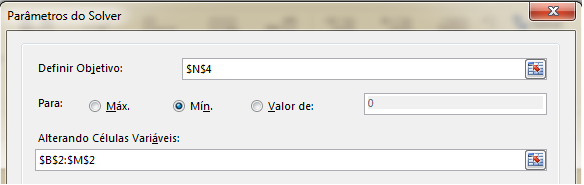 Parâmetros do Solver
Definir Objetivo: $N$4
Para: Máx. Mín. Valor de: 0
Alterando Células Variáveis:
$B$2:$M$2